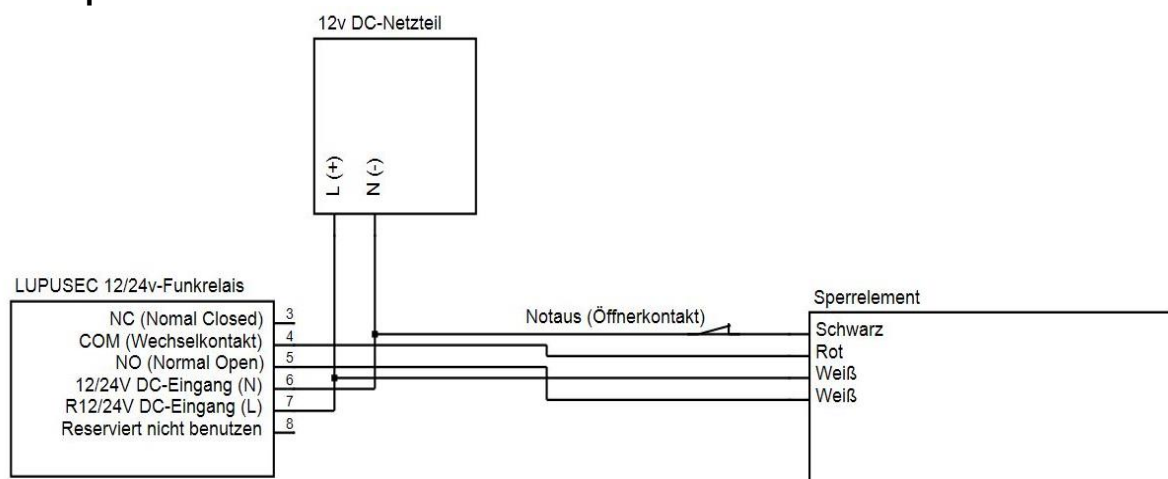 12v DC-Netzteil
L (+)
N (-)
LUPUSEC 12/24v-Funkrelais
NC (Nomal Closed) 3
COM (Wechselkontakt) 4
NO (Normal Open) 5
12/24V DC-Eingang (N) 6
R12/24V DC-Eingang (L) 7
Reserviert nicht benutzen 8
Notaus (Öffnerkontakt)
Sperrelement
Schwarz
Rot
Weiß
Weiß